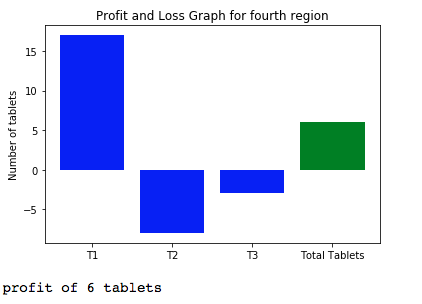 Profit and Loss Graph for fourth region
Number of tablets
15
10
5
0
−5
T1 T2 T3 Total Tablets
profit of 6 tablets